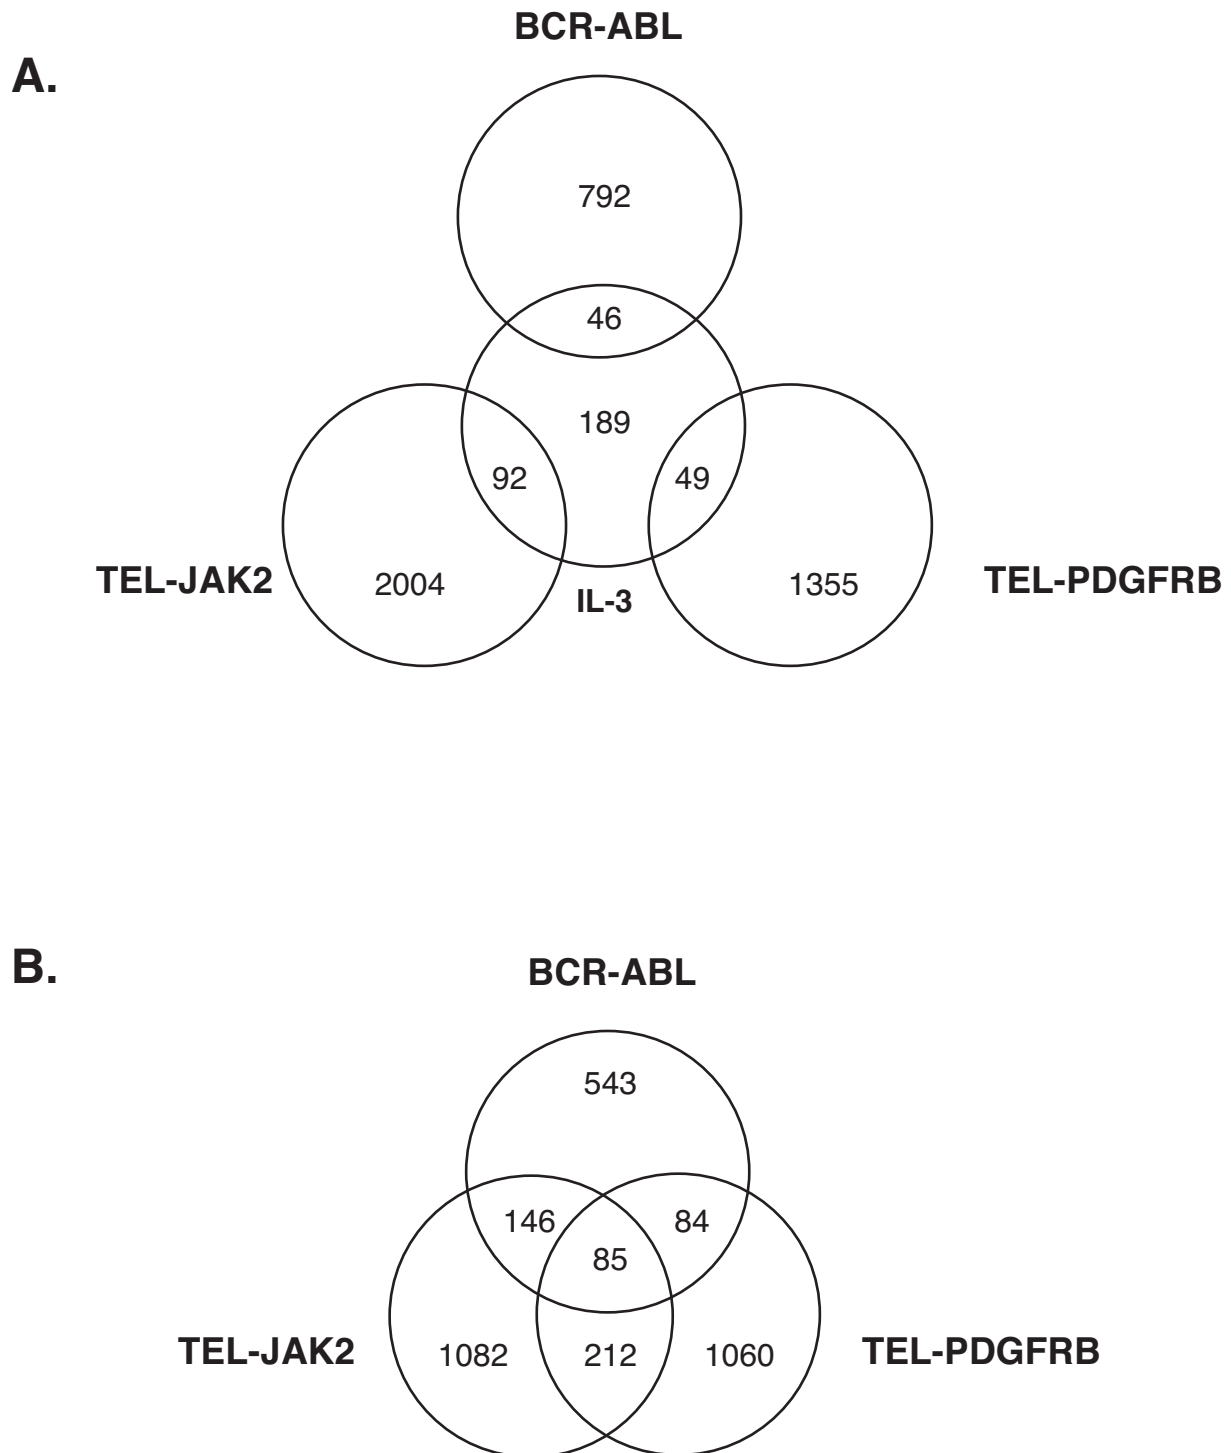 BCR-ABL
A.
792
46
189
92
49
TEL-JAK2
2004
1355
TEL-PDGFRB
IL-3
B.
BCR-ABL
543
146
84
85
TEL-JAK2
1082
212
1060
TEL-PDGFRB